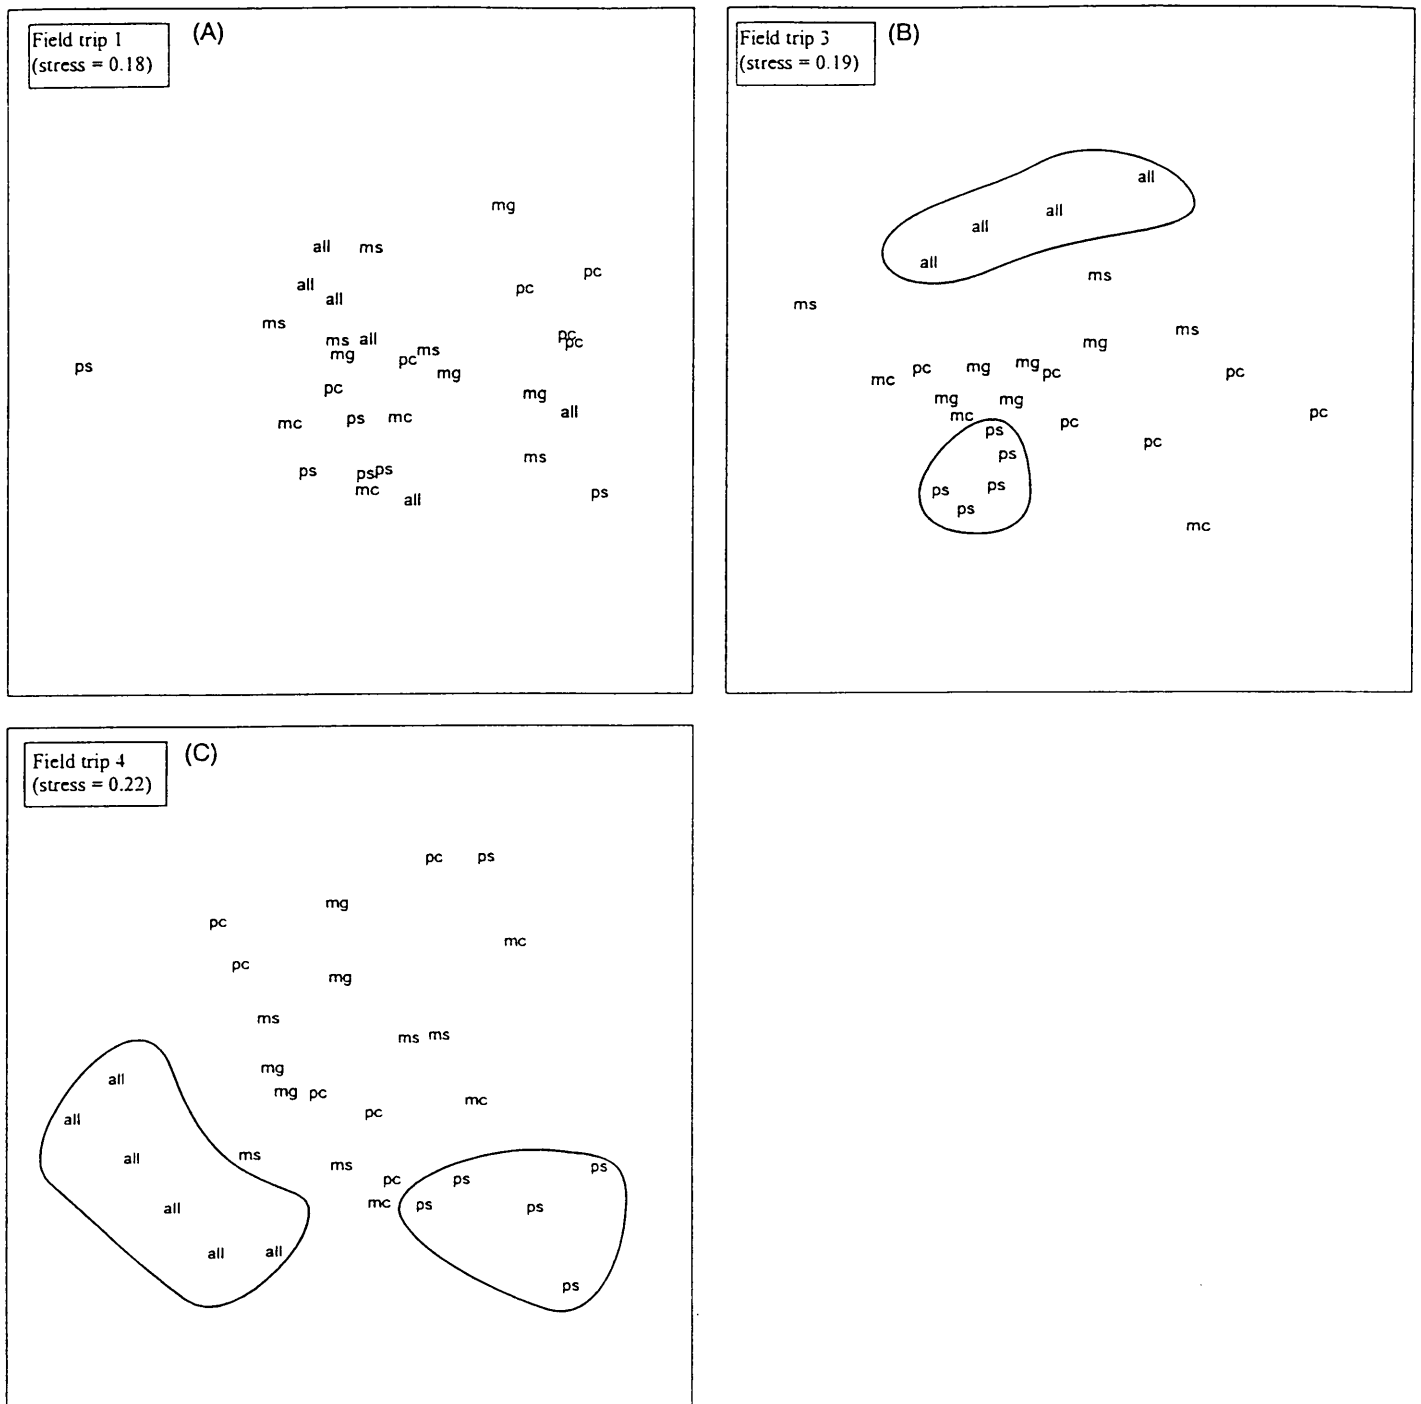 Field trip 1
(stress = 0.18)
(A)
mg
all ms
pc
all
pc
all
ms
pc
ms all
pc
mg pc ms
ps
mg
pc
mg
all
mc ps mc
ms
ps ps ps
mc
all
ps
Field trip 3
(stress = 0.19)
(B)
all
all
all
all
ms
ms
ms
mg
pc mg mg pc
pc
mc
mg mg
mc
pc
pc
ps
pc
ps
ps ps
ps
mc
Field trip 4
(stress = 0.22)
(C)
pc ps
mg
pc
mc
pc
mg
ms
ms ms
mg
all
mg pc
mc
pc
all
all ms
ms
ps
pc ps
mc ps ps
all
all all
ps